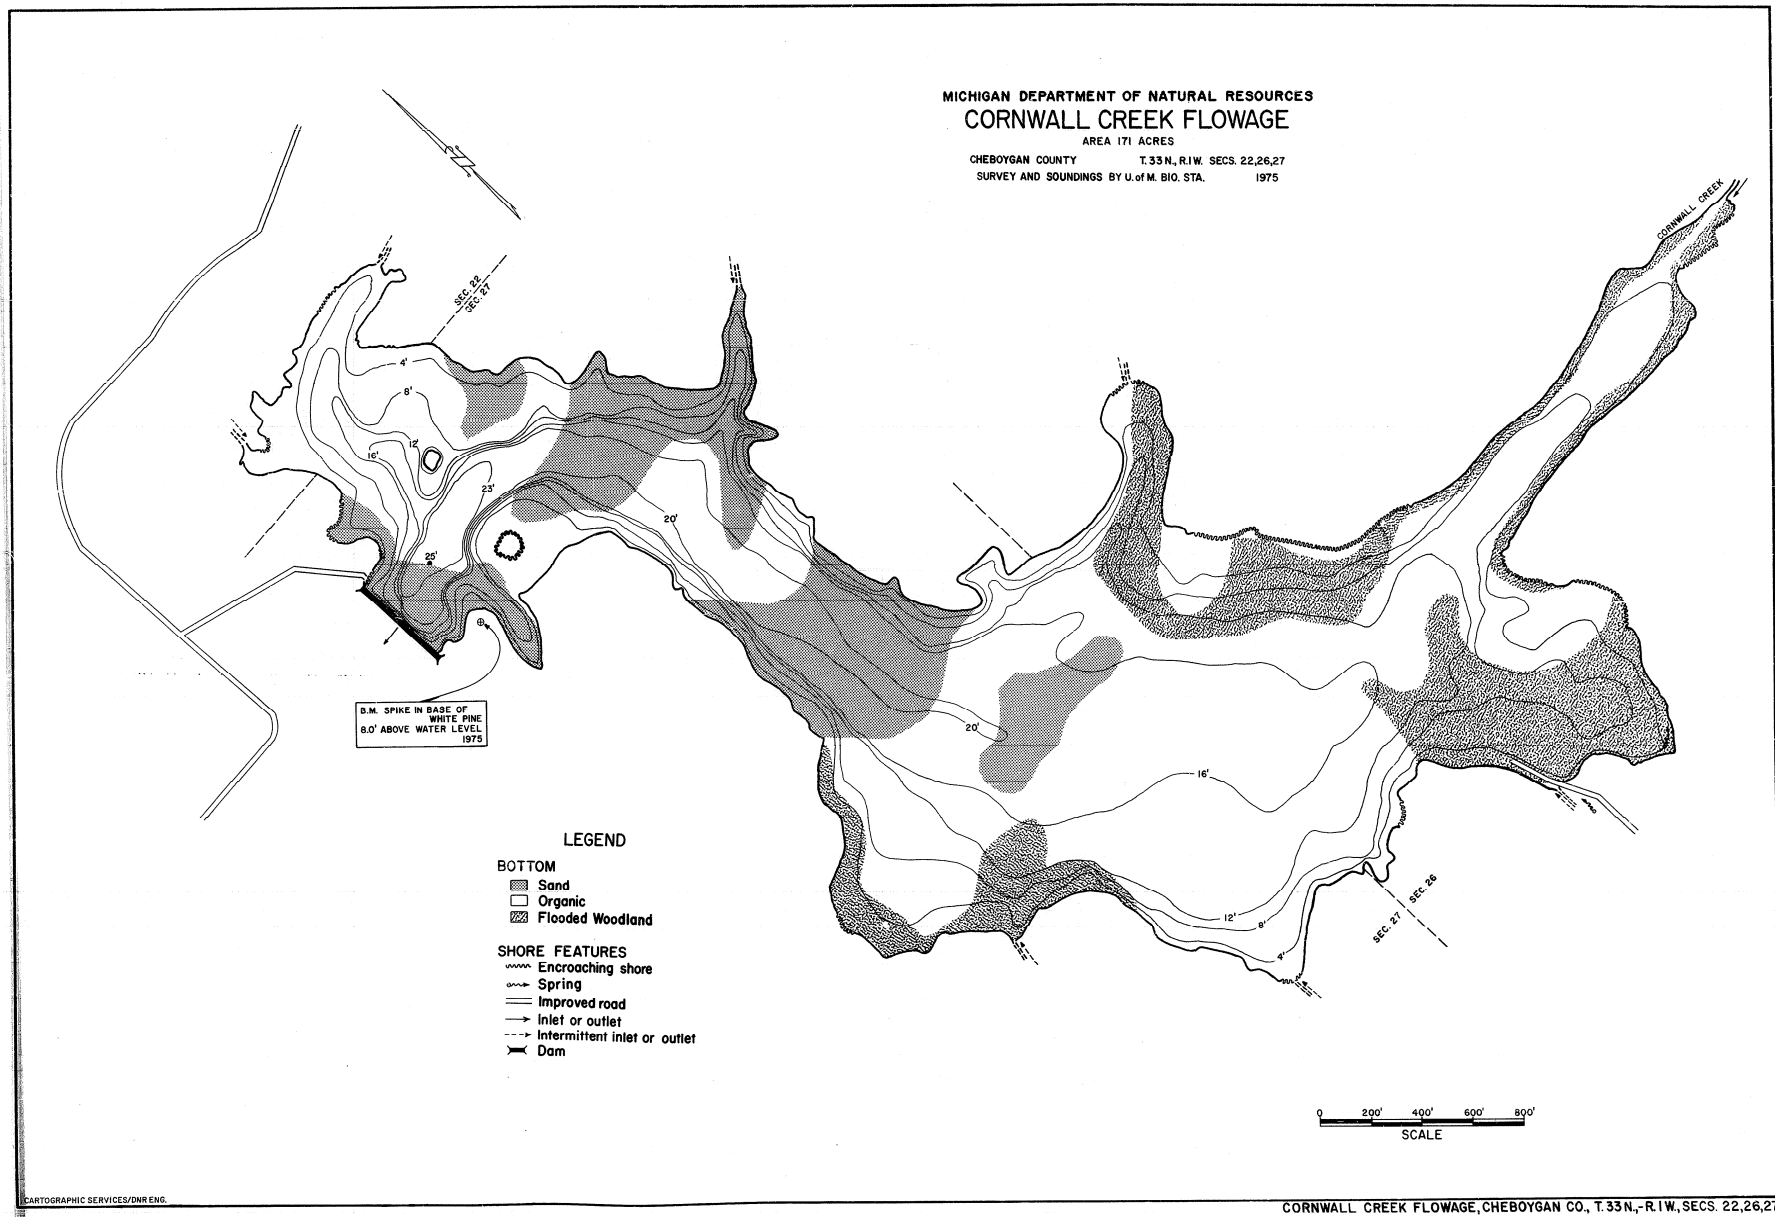 MICHIGAN DEPARTMENT OF NATURAL RESOURCES
CORNWALL CREEK FLOWAGE
AREA 171 ACRES
CHEBOYGAN COUNTY T. 33 N., R. 1 W. SECS. 22,26,27
SURVEY AND SOUNDINGS BY U. of M. BIO. STA. 1975
N
CORNWALL CREEK
SEC. 22
SEC. 27
4'
8'
12'
16'
23'
20'
25'
B.M. SPIKE IN BASE OF
WHITE PINE
8.0' ABOVE WATER LEVEL
1975
20'
16'
12'
8'
4'
SEC. 26
SEC. 27
LEGEND
BOTTOM
Sand
Organic
Flooded Woodland
SHORE FEATURES
Encroaching shore
Spring
Improved road
Inlet or outlet
Intermittent inlet or outlet
Dam
0 200' 400' 600' 800'
SCALE
CARTOGRAPHIC SERVICES/DNR ENG.
CORNWALL CREEK FLOWAGE, CHEBOYGAN CO., T. 33 N.,-R. 1 W., SECS. 22,26,27